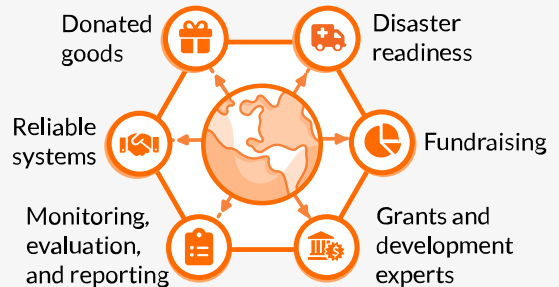 Donated
goods
Disaster
readiness
Reliable
systems
Fundraising
Monitoring,
evaluation,
and reporting
Grants and
development
experts